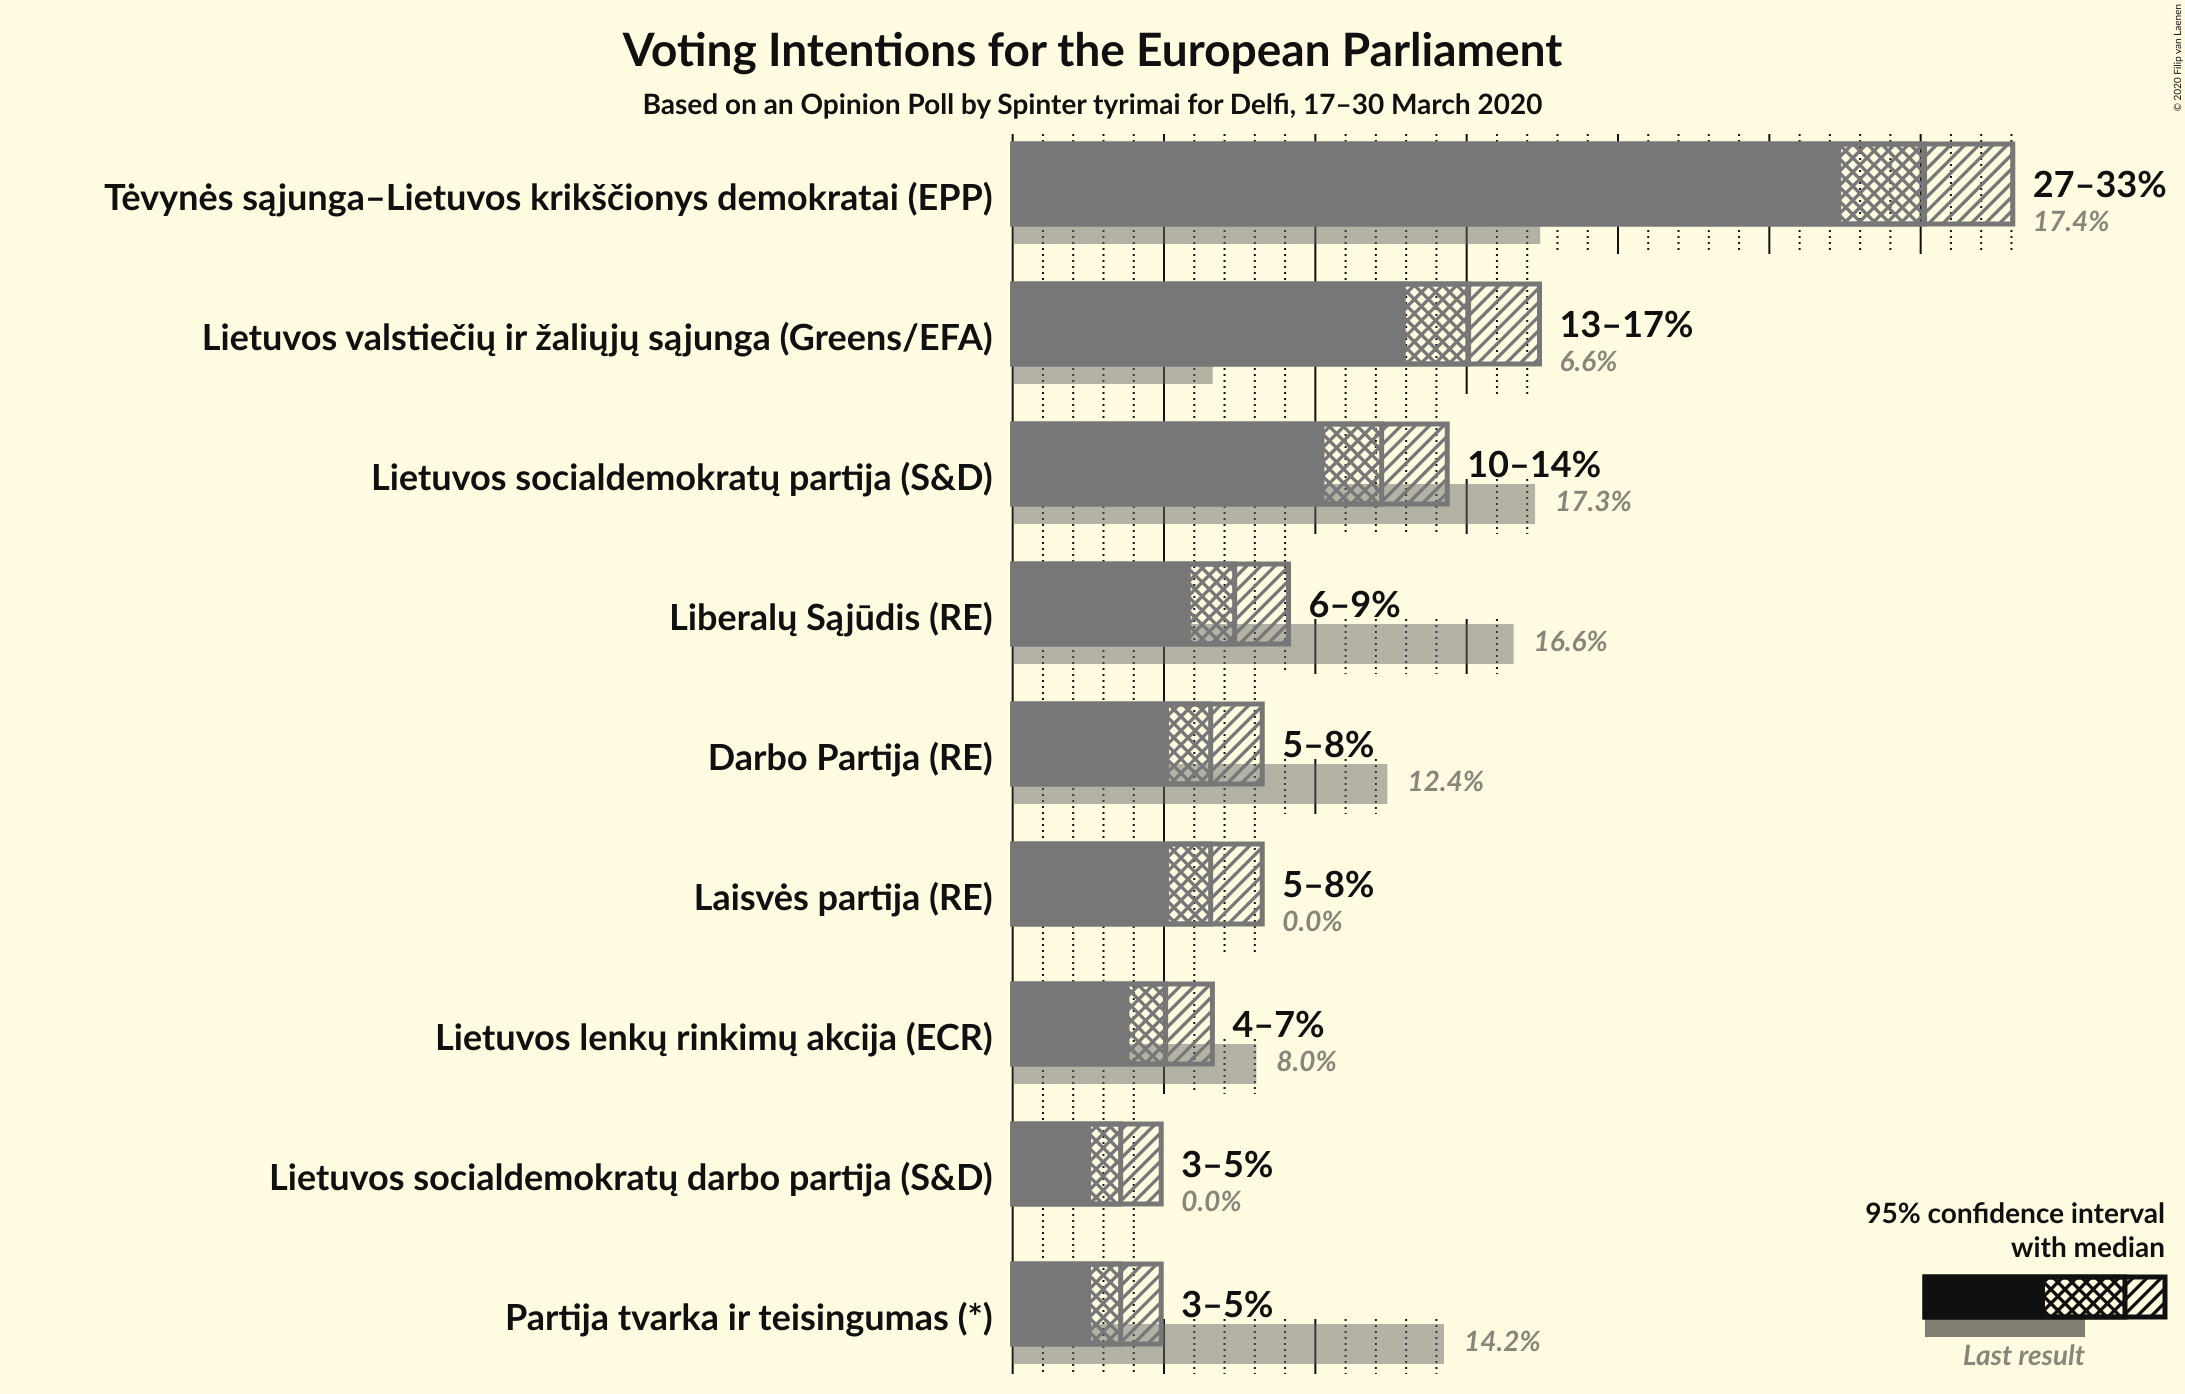 Voting Intentions for the European Parliament
Based on an Opinion Poll by Spinter tyrimai for Delfi, 17–30 March 2020
© 2020 Filip van Laenen
Tėvynės sąjunga–Lietuvos krikščionys demokratai (EPP)
27–33%
17.4%
Lietuvos valstiečių ir žaliųjų sąjunga (Greens/EFA)
13–17%
6.6%
Lietuvos socialdemokratų partija (S&D)
10–14%
17.3%
Liberalų Sąjūdis (RE)
6–9%
16.6%
Darbo Partija (RE)
5–8%
12.4%
Laisvės partija (RE)
5–8%
0.0%
Lietuvos lenkų rinkimų akcija (ECR)
4–7%
8.0%
Lietuvos socialdemokratų darbo partija (S&D)
3–5%
0.0%
Partija tvarka ir teisingumas (*)
3–5%
14.2%
95% confidence interval
with median
Last result